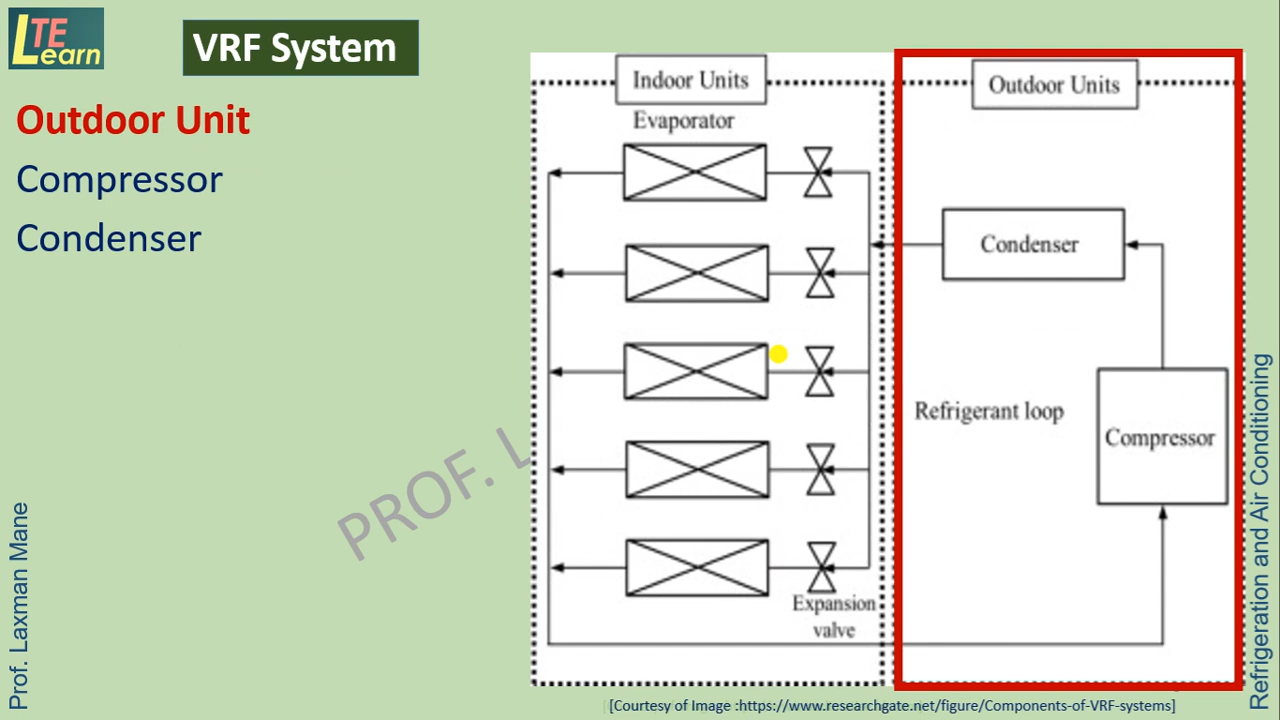 LTE Learn
VRF System
Outdoor Unit
Compressor
Condenser
Indoor Units
Evaporator
Outdoor Units
Condenser
Refrigerant loop
Compressor
Expansion
valve
PROF. L
Prof. Laxman Mane
Refrigeration and Air Conditioning
[Courtesy of Image :https://www.researchgate.net/figure/Components-of-VRF-systems]